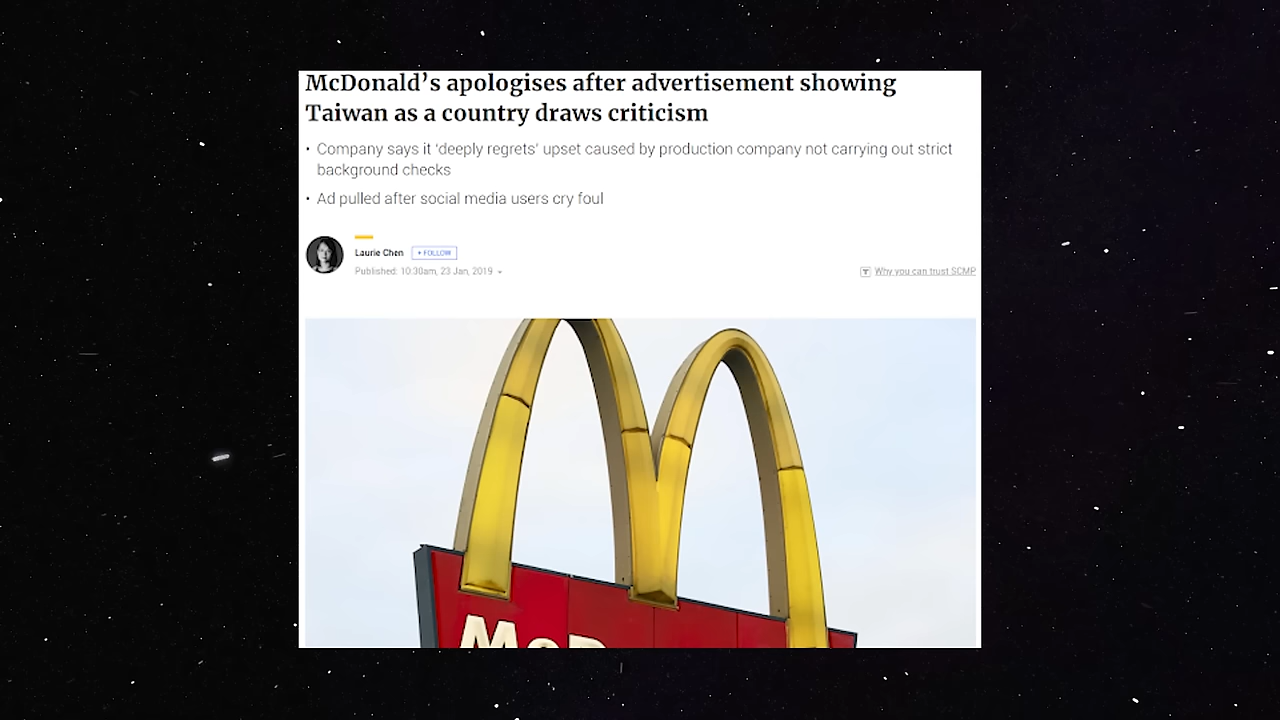 McDonald’s apologises after advertisement showing
Taiwan as a country draws criticism
• Company says it ‘deeply regrets’ upset caused by production company not carrying out strict
background checks
• Ad pulled after social media users cry foul
Laurie Chen
+ FOLLOW
Published: 10:30am, 23 Jan, 2019
Why you can trust SCMP
McD